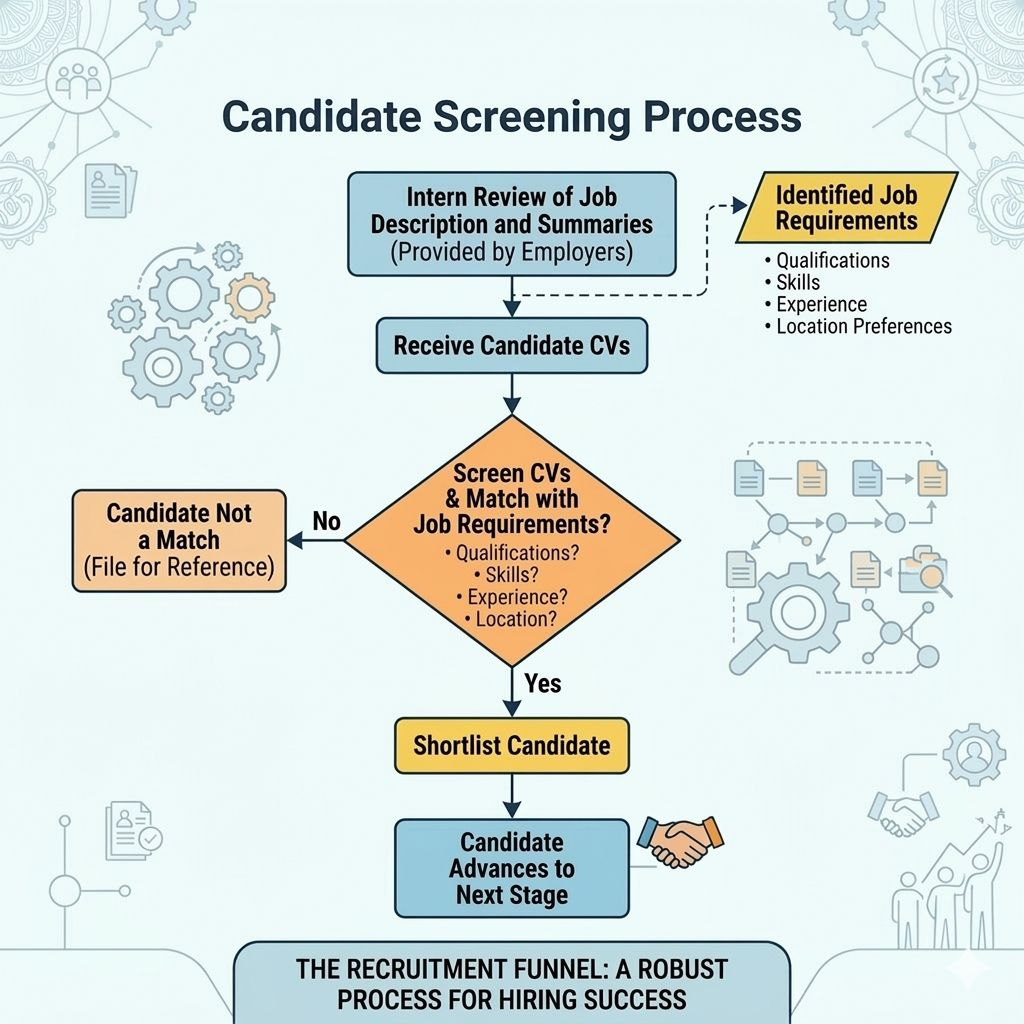 Candidate Screening Process
Intern Review of Job
Description and Summaries
(Provided by Employers)
Identified Job
Requirements
• Qualifications
• Skills
• Experience
• Location Preferences
Receive Candidate CVs
Screen CVs
& Match with
Job Requirements?
• Qualifications?
• Skills?
• Experience?
• Location?
No
Candidate Not
a Match
(File for Reference)
Yes
Shortlist Candidate
Candidate
Advances to
Next Stage
THE RECRUITMENT FUNNEL: A ROBUST
PROCESS FOR HIRING SUCCESS